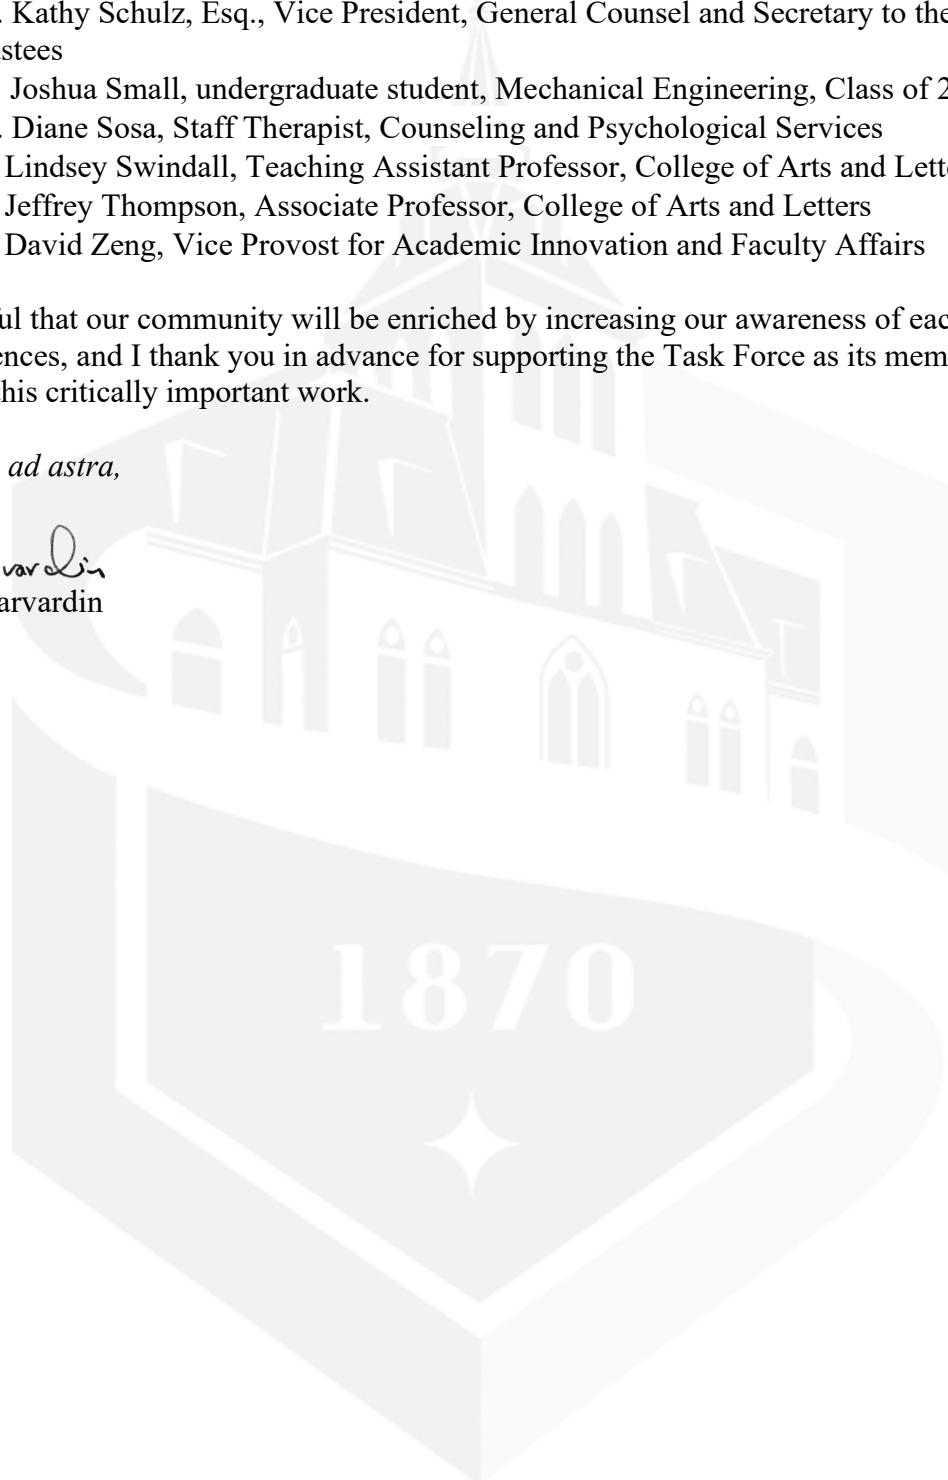 . Kathy Schulz, Esq., Vice President, General Counsel and Secretary to the
stees
Joshua Small, undergraduate student, Mechanical Engineering, Class of 2
. Diane Sosa, Staff Therapist, Counseling and Psychological Services
Lindsey Swindall, Teaching Assistant Professor, College of Arts and Lett
Jeffrey Thompson, Associate Professor, College of Arts and Letters
David Zeng, Vice Provost for Academic Innovation and Faculty Affairs
ul that our community will be enriched by increasing our awareness of eac
ences, and I thank you in advance for supporting the Task Force as its mem
this critically important work.
ad astra,
vardin
arvardin
1870